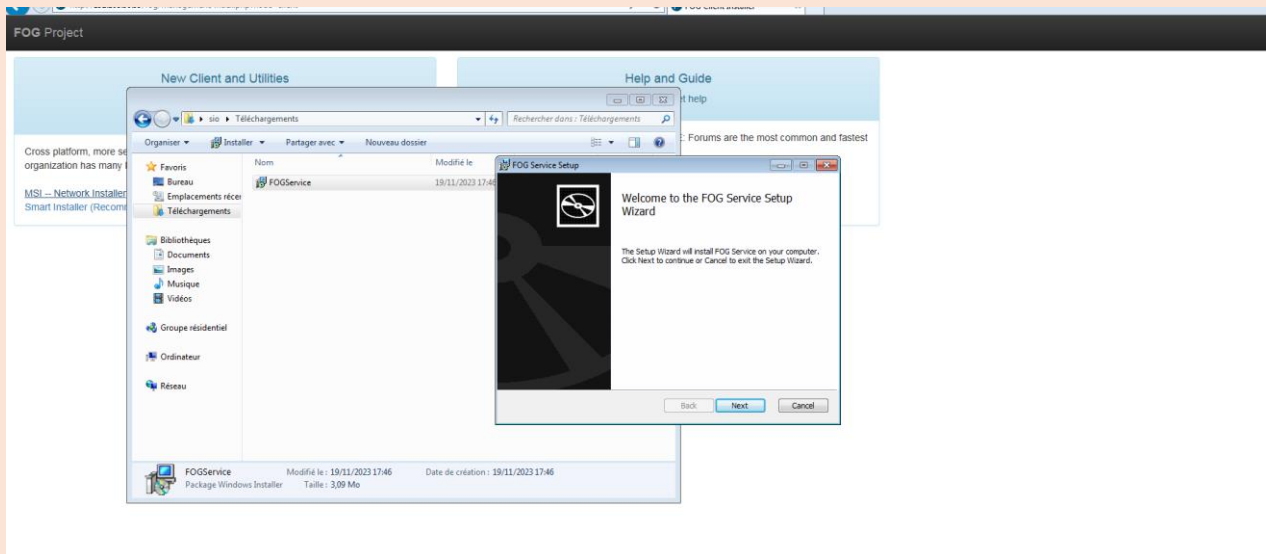 FOG Client Installer
FOG Project
New Client and Utilities
Help and Guide
et help
E: Forums are the most common and fastest
Cross platform, more se
organization has many
MSI -- Network Installer
Smart Installer (Recomm
sio ▸ Téléchargements
Rechercher dans : Téléchargements
Organiser
Installer
Partager avec
Nouveau dossier
Favoris
Bureau
Emplacements récer
Téléchargements
Bibliothèques
Documents
Images
Musique
Vidéos
Groupe résidentiel
Ordinateur
Réseau
Nom
Modifié le
FOGService
19/11/2023 17:46
FOG Service Setup
Welcome to the FOG Service Setup
Wizard
The Setup Wizard will install FOG Service on your computer.
Click Next to continue or Cancel to exit the Setup Wizard.
Back
Next
Cancel
FOGService
Modifié le : 19/11/2023 17:46
Date de création : 19/11/2023 17:46
Package Windows Installer
Taille : 3,09 Mo